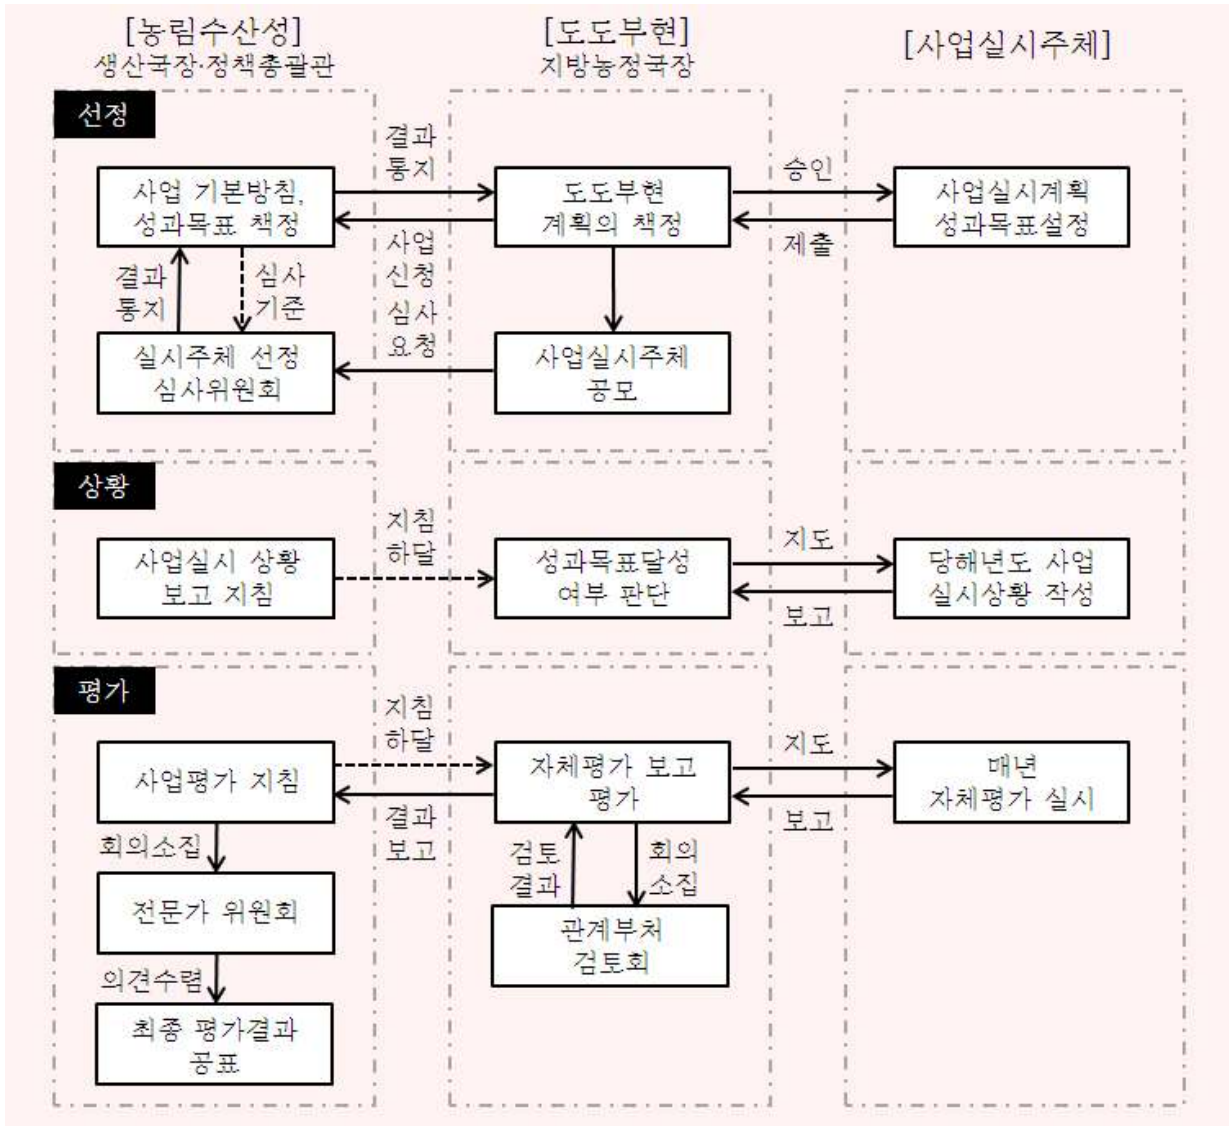 [농림수산성]
생산국장·정책총괄관
[도도부현]
지방농정국장
[사업실시주체]
선정
사업 기본방침,
성과목표 책정
결과
통지
도도부현
계획의 책정
승인
제출
사업실시계획
성과목표설정
결과
통지
심사
기준
사업
신청
심사
요청
실시주체 선정
심사위원회
사업실시주체
공모
상황
사업실시 상황
보고 지침
지침
하달
성과목표달성
여부 판단
지도
보고
당해년도 사업
실시상황 작성
평가
사업평가 지침
지침
하달
결과
보고
자체평가 보고
평가
지도
보고
매년
자체평가 실시
회의소집
전문가 위원회
의견수렴
최종 평가결과
공표
검토
결과
회의
소집
관계부처
검토회